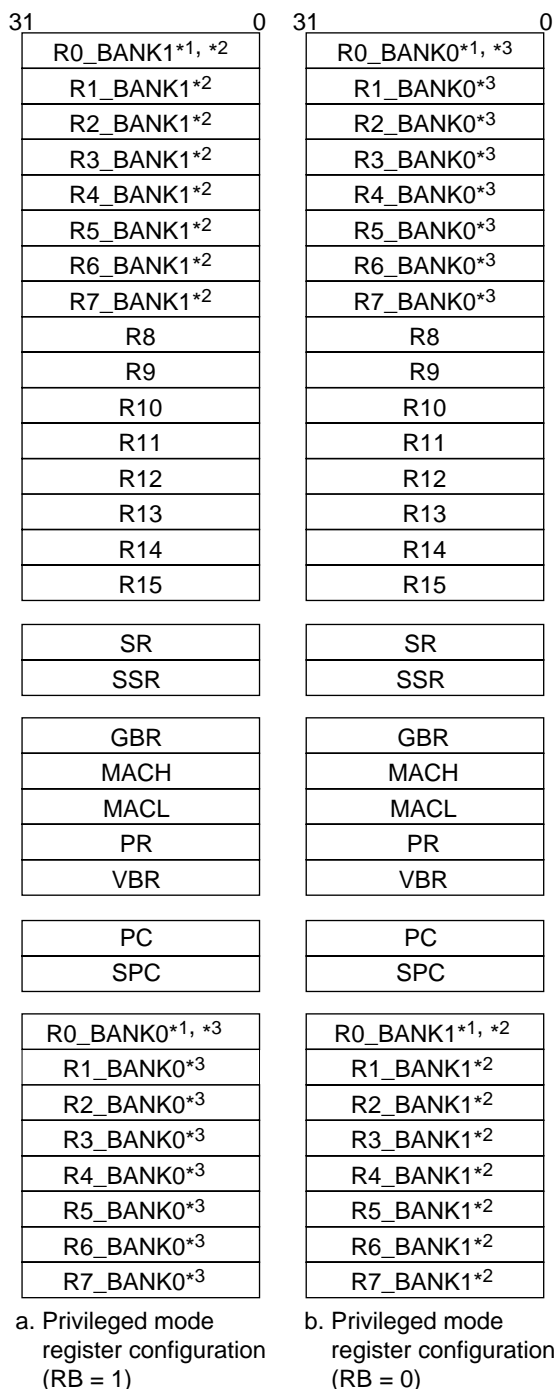 31 0
R0_BANK1*1, *2
R1_BANK1*2
R2_BANK1*2
R3_BANK1*2
R4_BANK1*2
R5_BANK1*2
R6_BANK1*2
R7_BANK1*2
R8
R9
R10
R11
R12
R13
R14
R15
SR
SSR
GBR
MACH
MACL
PR
VBR
PC
SPC
R0_BANK0*1, *3
R1_BANK0*3
R2_BANK0*3
R3_BANK0*3
R4_BANK0*3
R5_BANK0*3
R6_BANK0*3
R7_BANK0*3
a. Privileged mode
register configuration
(RB = 1)
31 0
R0_BANK0*1, *3
R1_BANK0*3
R2_BANK0*3
R3_BANK0*3
R4_BANK0*3
R5_BANK0*3
R6_BANK0*3
R7_BANK0*3
R8
R9
R10
R11
R12
R13
R14
R15
SR
SSR
GBR
MACH
MACL
PR
VBR
PC
SPC
R0_BANK1*1, *2
R1_BANK1*2
R2_BANK1*2
R3_BANK1*2
R4_BANK1*2
R5_BANK1*2
R6_BANK1*2
R7_BANK1*2
b. Privileged mode
register configuration
(RB = 0)